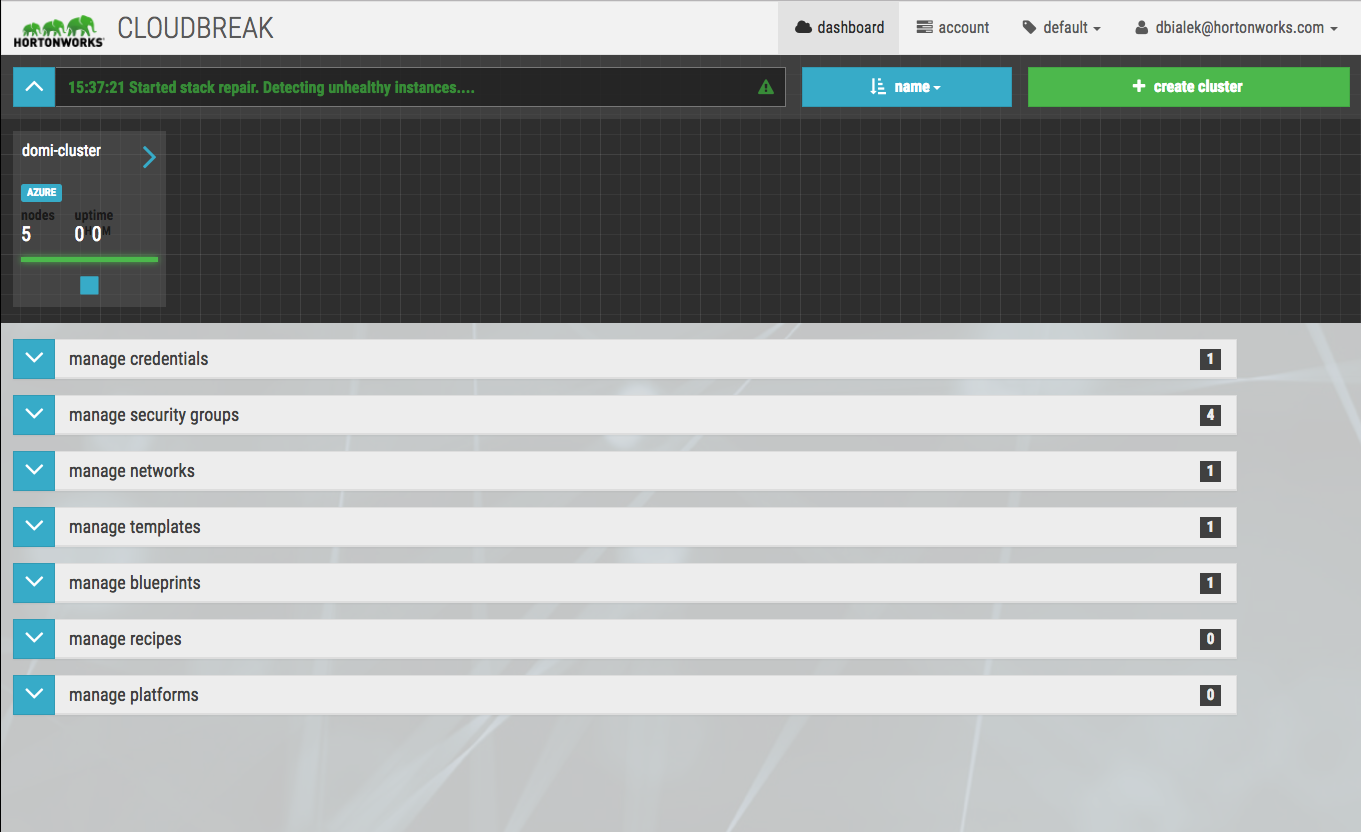 HORTONWORKS CLOUDBREAK dashboard account default dbialek@hortonworks.com
15:37:21 Started stack repair. Detecting unhealthy instances.... name + create cluster
domi-cluster
AZURE
nodes uptime
5 0H 0M
manage credentials 1
manage security groups 4
manage networks 1
manage templates 1
manage blueprints 1
manage recipes 0
manage platforms 0